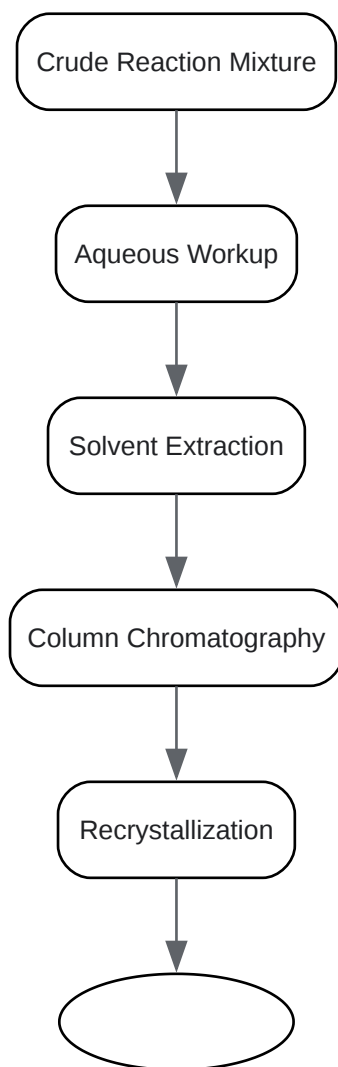 Crude Reaction Mixture
Aqueous Workup
Solvent Extraction
Column Chromatography
Recrystallization